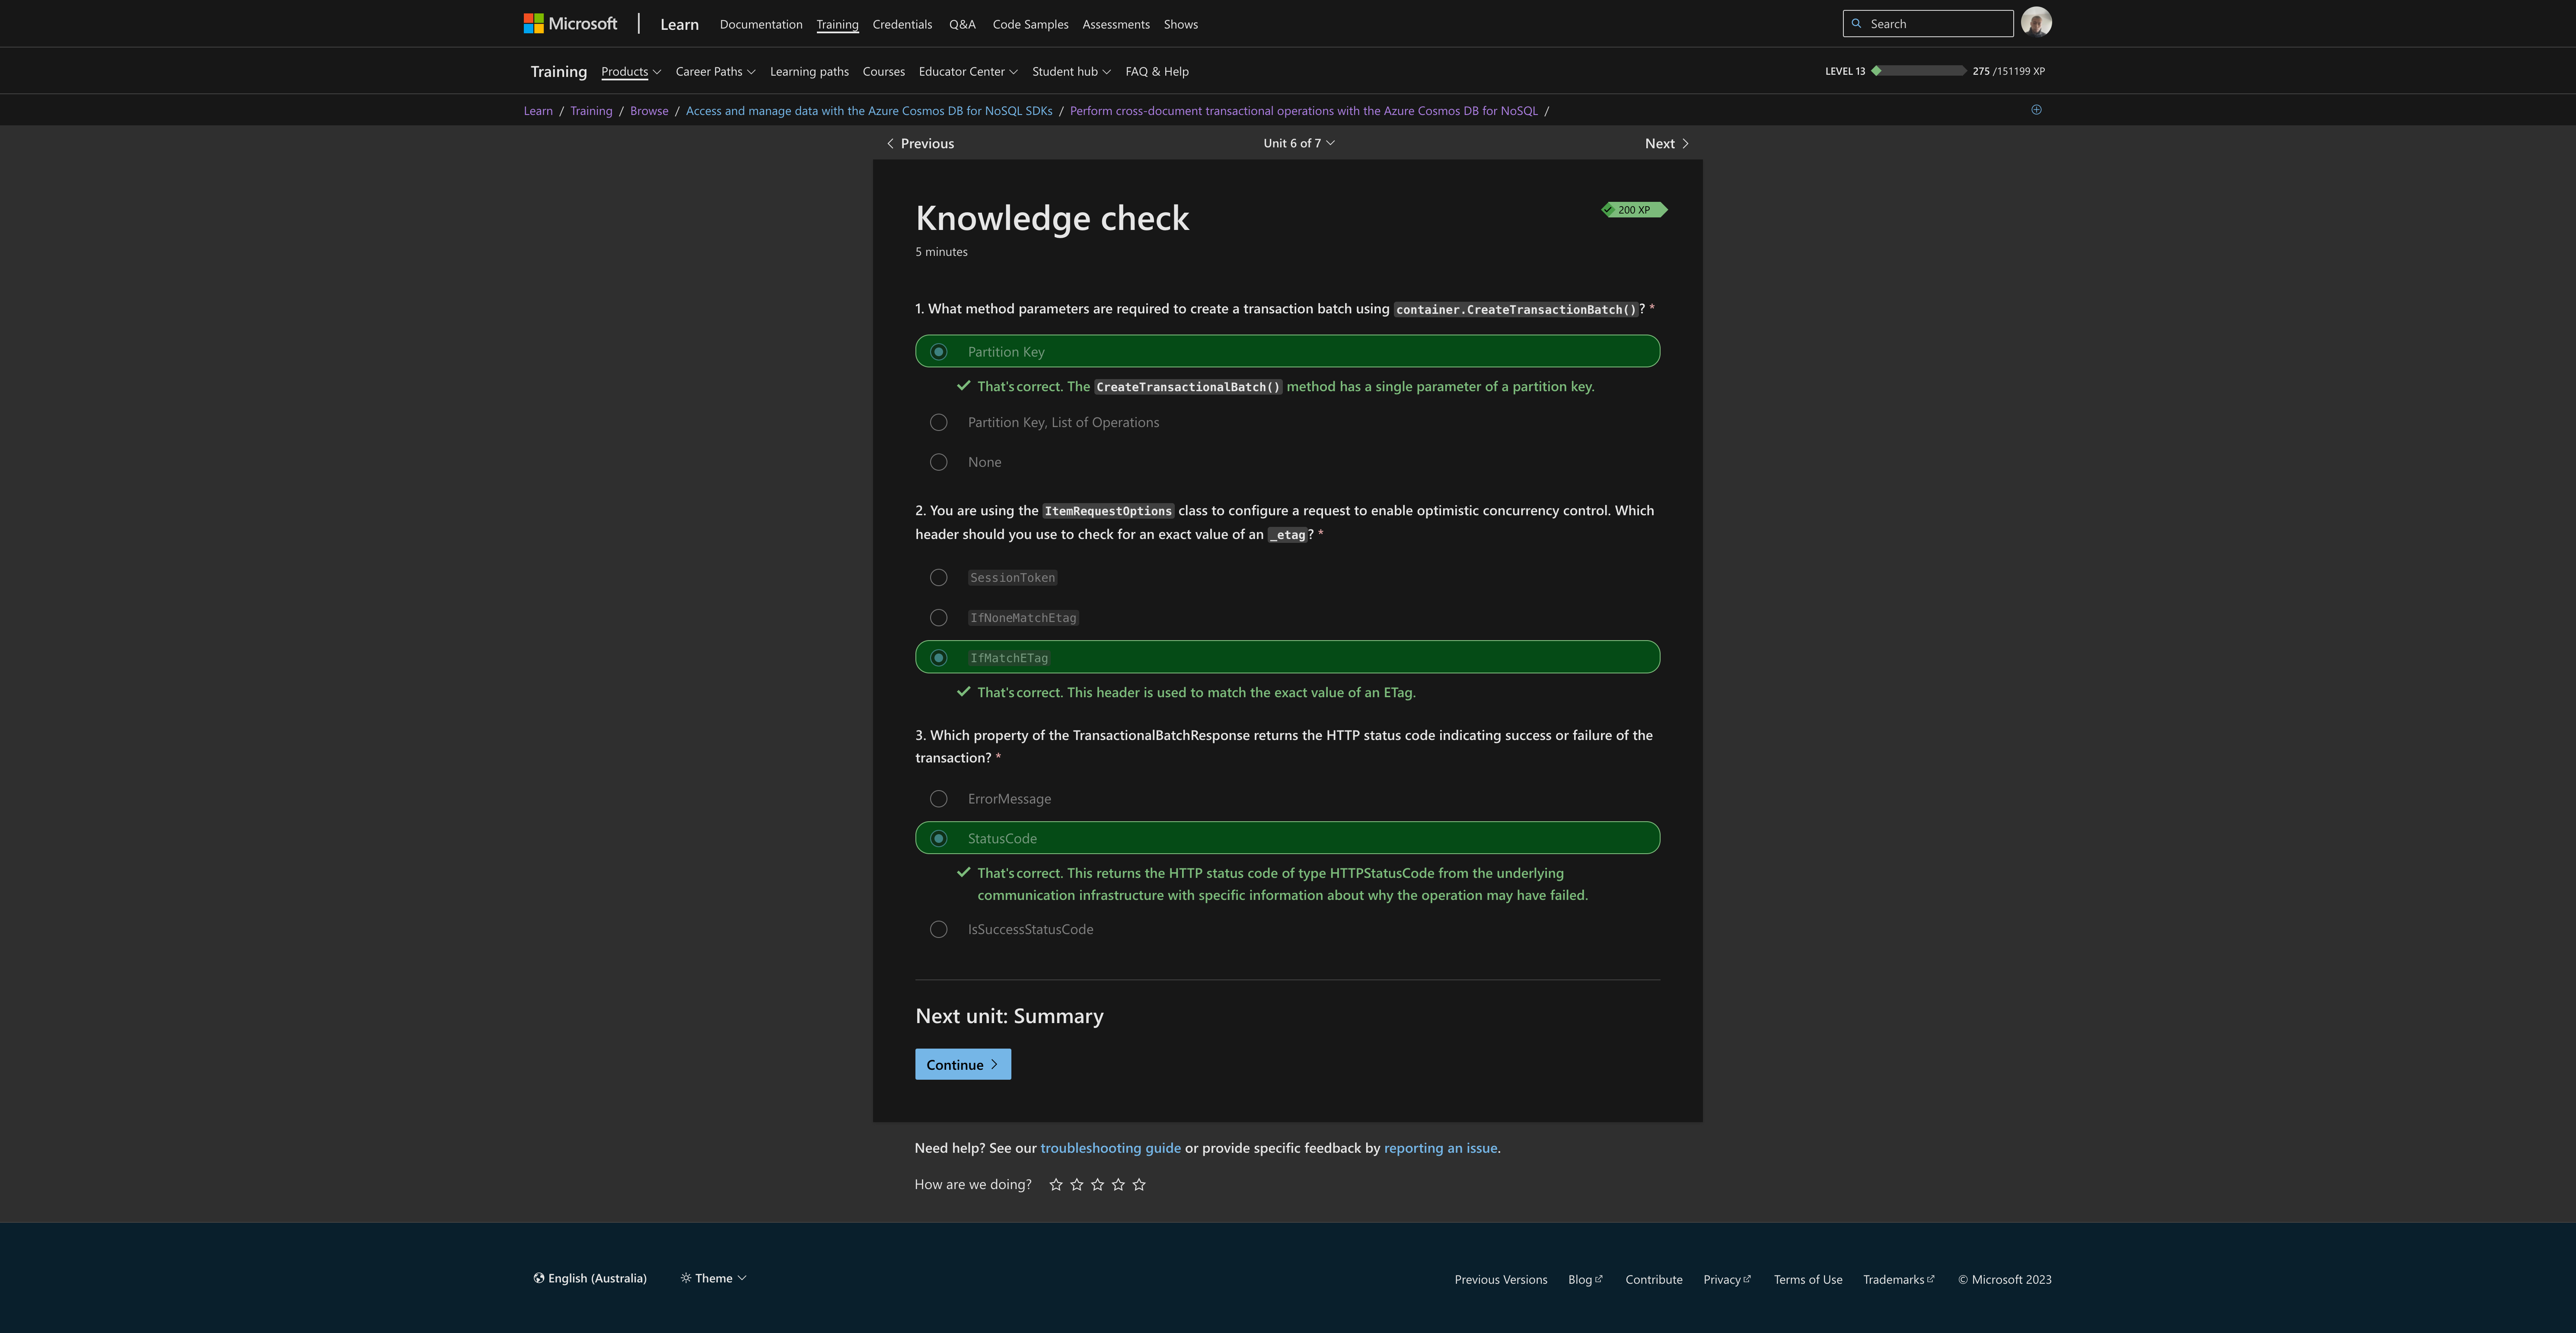 Microsoft Learn Documentation Training Credentials Q&A Code Samples Assessments Shows Search
Training Products Career Paths Learning paths Courses Educator Center Student hub FAQ & Help LEVEL 13 275 /151199 XP
Learn / Training / Browse / Access and manage data with the Azure Cosmos DB for NoSQL SDKs / Perform cross-document transactional operations with the Azure Cosmos DB for NoSQL /
Previous Unit 6 of 7 Next
Knowledge check
200 XP
5 minutes
1. What method parameters are required to create a transaction batch using container.CreateTransactionBatch()? *
Partition Key
That's correct. The CreateTransactionalBatch() method has a single parameter of a partition key.
Partition Key, List of Operations
None
2. You are using the ItemRequestOptions class to configure a request to enable optimistic concurrency control. Which
header should you use to check for an exact value of an _etag? *
SessionToken
IfNoneMatchEtag
IfMatchETag
That's correct. This header is used to match the exact value of an ETag.
3. Which property of the TransactionalBatchResponse returns the HTTP status code indicating success or failure of the
transaction? *
ErrorMessage
StatusCode
That's correct. This returns the HTTP status code of type HTTPStatusCode from the underlying
communication infrastructure with specific information about why the operation may have failed.
IsSuccessStatusCode
Next unit: Summary
Continue
Need help? See our troubleshooting guide or provide specific feedback by reporting an issue.
How are we doing?
English (Australia) Theme Previous Versions Blog Contribute Privacy Terms of Use Trademarks © Microsoft 2023